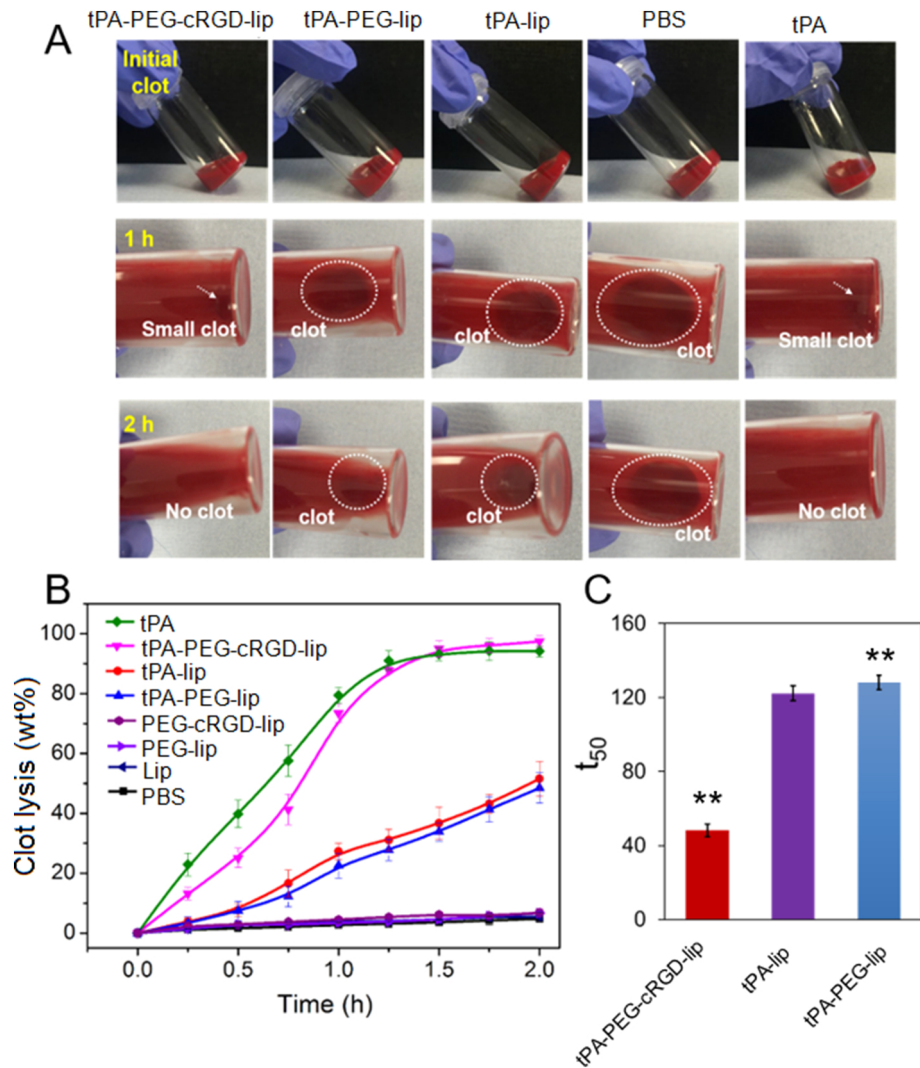 A
tPA-PEG-cRGD-lip tPA-PEG-lip tPA-lip PBS tPA
Initial
clot
1 h
Small clot clot clot clot Small clot
2 h
No clot clot clot clot No clot
B
100
80
60
40
20
0
Clot lysis (wt%)
tPA
tPA-PEG-cRGD-lip
tPA-lip
tPA-PEG-lip
PEG-cRGD-lip
PEG-lip
Lip
PBS
0.0 0.5 1.0 1.5 2.0
Time (h)
C
160
120
80
40
0
t50
** **
tPA-PEG-cRGD-lip
tPA-lip
tPA-PEG-lip